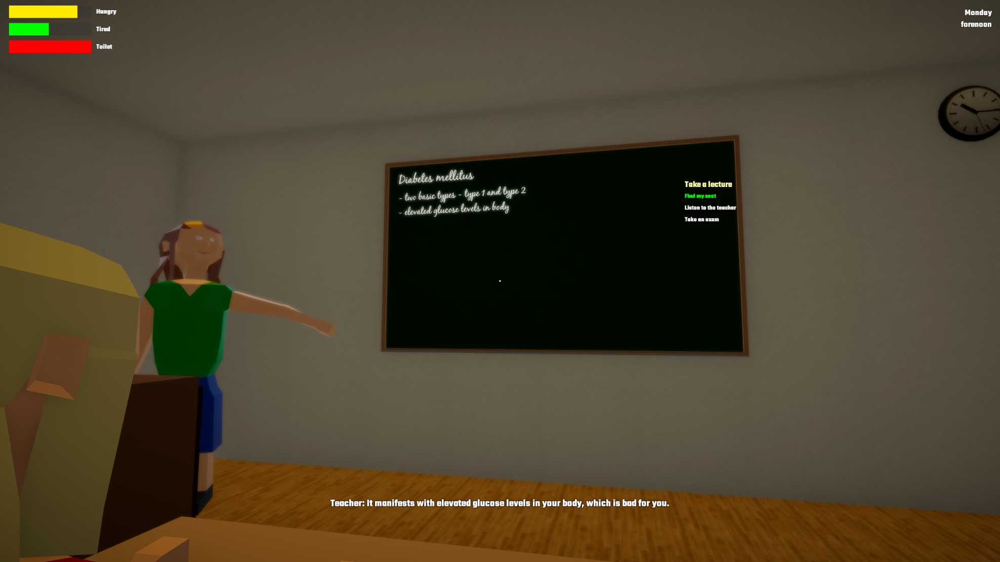 Hungry
Tired
Toilet
Monday
forenoon
Diabetes mellitus
- two basic types - type 1 and type 2
- elevated glucose levels in body
Take a lecture
Find my seat
Listen to the teacher
Take an exam
Teacher: It manifests with elevated glucose levels in your body, which is bad for you.